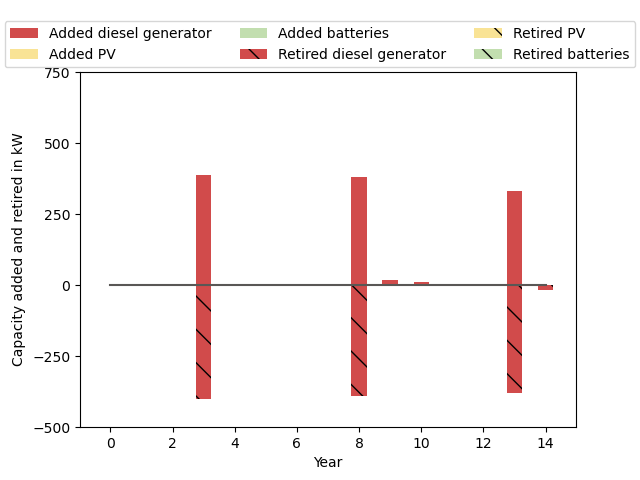 Added diesel generator
Added PV
Added batteries
Retired diesel generator
Retired PV
Retired batteries
Capacity added and retired in kW
750
500
250
0
−250
−500
0 2 4 6 8 10 12 14
Year